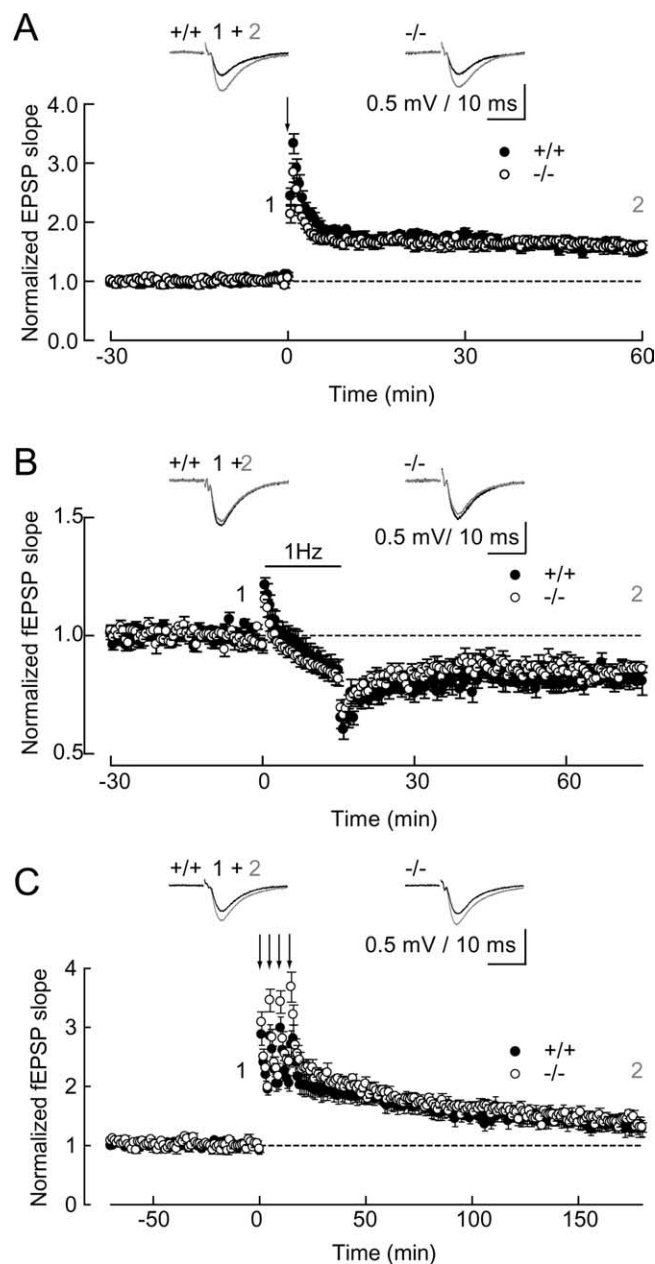 A
+/+ 1 + 2
-/-
0.5 mV / 10 ms
4.0
+/+
-/-
3.0
1
2
2.0
1.0
0.0
Normalized EPSP slope
-30
0
30
60
Time (min)
B
+/+ 1 +2
-/-
1.5
0.5 mV/ 10 ms
1Hz
+/+
-/-
1
2
1.0
0.5
Normalized fEPSP slope
-30
0
30
60
Time (min)
C
+/+ 1 + 2
-/-
0.5 mV / 10 ms
4
+/+
-/-
3
1
2
2
1
0
Normalized fEPSP slope
-50
0
50
100
150
Time (min)